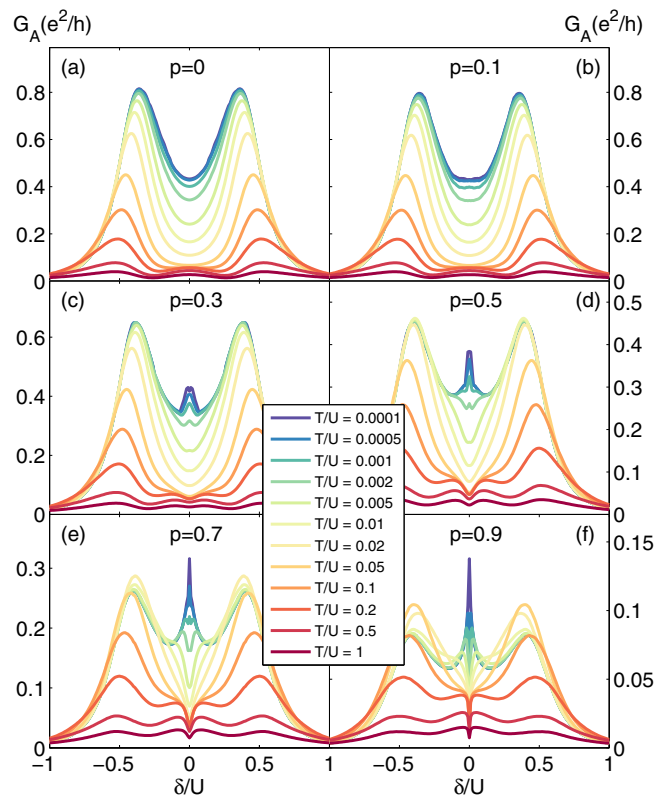 G_A(e²/h) G_A(e²/h)
(a) p=0 p=0.1 (b)
0.8 0.8
0.6 0.6
0.4 0.4
0.2 0.2
0 0
(c) p=0.3 p=0.5 (d)
0.6 0.5
0.4 0.4
0.3
0.2 0.2
0.1
0 0
T/U = 0.0001
T/U = 0.0005
T/U = 0.001
T/U = 0.002
T/U = 0.005
T/U = 0.01
T/U = 0.02
T/U = 0.05
T/U = 0.1
T/U = 0.2
T/U = 0.5
T/U = 1
(e) p=0.7 p=0.9 (f)
0.3 0.15
0.2 0.10
0.1 0.05
0 0
−1 −0.5 0 0.5 1 −0.5 0 0.5 1
δ/U δ/U